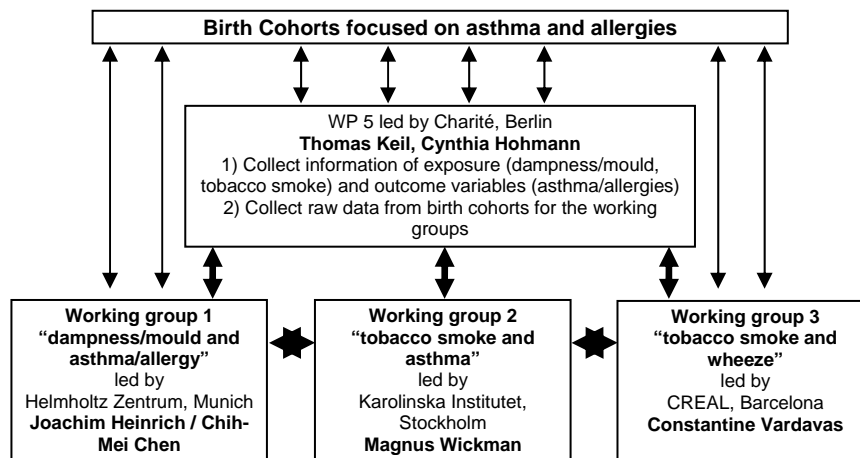 Birth Cohorts focused on asthma and allergies
WP 5 led by Charité, Berlin
Thomas Keil, Cynthia Hohmann
1) Collect information of exposure (dampness/mould,
tobacco smoke) and outcome variables (asthma/allergies)
2) Collect raw data from birth cohorts for the working
groups
Working group 1
“dampness/mould and
asthma/allergy”
led by
Helmholtz Zentrum, Munich
Joachim Heinrich / Chih-
Mei Chen
Working group 2
“tobacco smoke and
asthma”
led by
Karolinska Institutet,
Stockholm
Magnus Wickman
Working group 3
“tobacco smoke and
wheeze”
led by
CREAL, Barcelona
Constantine Vardavas